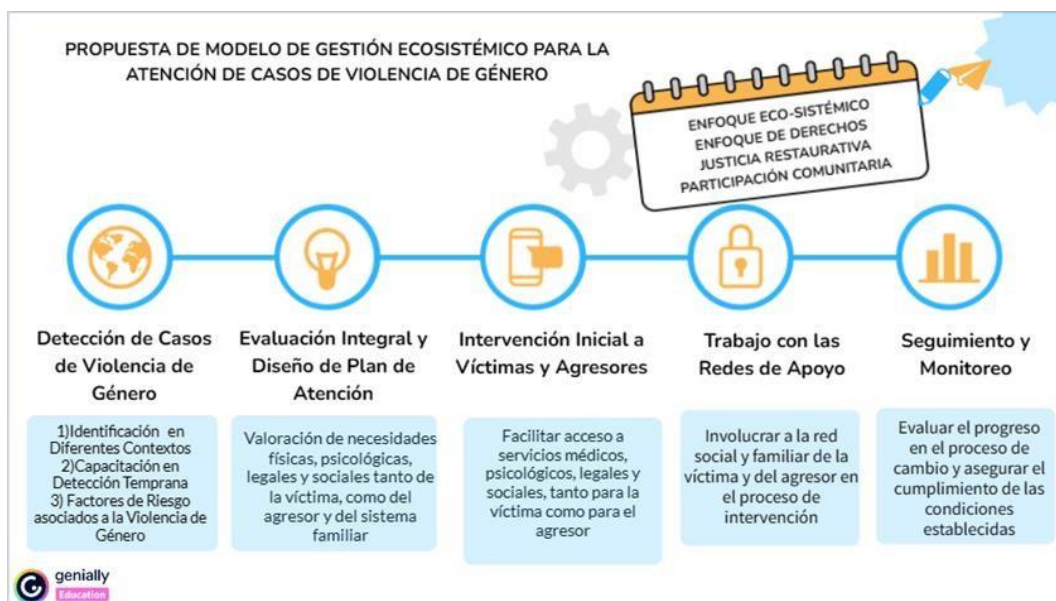 PROPUESTA DE MODELO DE GESTIÓN ECOSISTÉMICO PARA LA
ATENCIÓN DE CASOS DE VIOLENCIA DE GÉNERO
ENFOQUE ECO-SISTÉMICO
ENFOQUE DE DERECHOS
JUSTICIA RESTAURATIVA
PARTICIPACIÓN COMUNITARIA
Detección de Casos
de Violencia de
Género
1)Identificación en
Diferentes Contextos
2)Capacitación en
Detección Temprana
3) Factores de Riesgo
asociados a la Violencia de
Género
Evaluación Integral y
Diseño de Plan de
Atención
Valoración de necesidades
físicas, psicológicas,
legales y sociales tanto de
la víctima, como del
agresor y del sistema
familiar
Intervención Inicial a
Víctimas y Agresores
Facilitar acceso a
servicios médicos,
psicológicos, legales y
sociales, tanto para la
víctima como para el
agresor
Trabajo con las
Redes de Apoyo
Involucrar a la red
social y familiar de la
víctima y del agresor en
el proceso de
intervención
Seguimiento y
Monitoreo
Evaluar el progreso
en el proceso de
cambio y asegurar el
cumplimiento de las
condiciones
establecidas
genially
Education